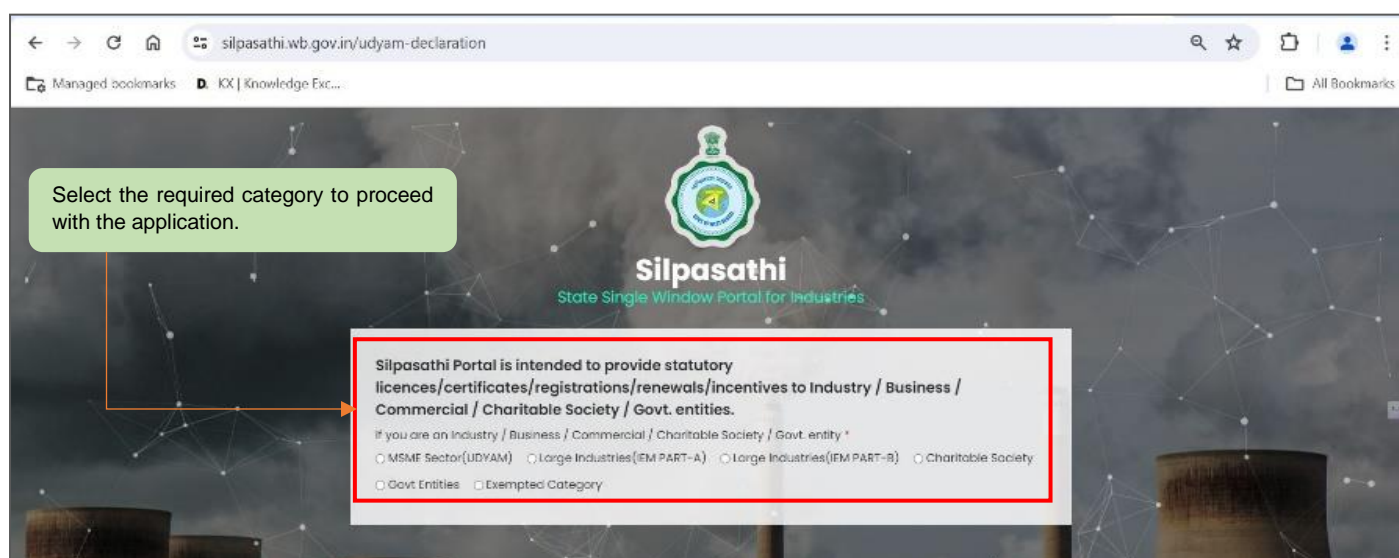 silpasathi.wb.gov.in/udyam-declaration
Managed bookmarks D. KX | Knowledge Exc... All Bookmarks
Select the required category to proceed
with the application.
Silpasathi
State Single Window Portal for Industries
Silpasathi Portal is intended to provide statutory
licences/certificates/registrations/renewals/incentives to Industry / Business /
Commercial / Charitable Society / Govt. entities.
If you are an Industry / Business / Commercial / Charitable Society / Govt. entity *
MSME Sector(UDYAM) Large Industries(IEM PART-A) Large Industries(IEM PART-B) Charitable Society
Govt Entities Exempted Category